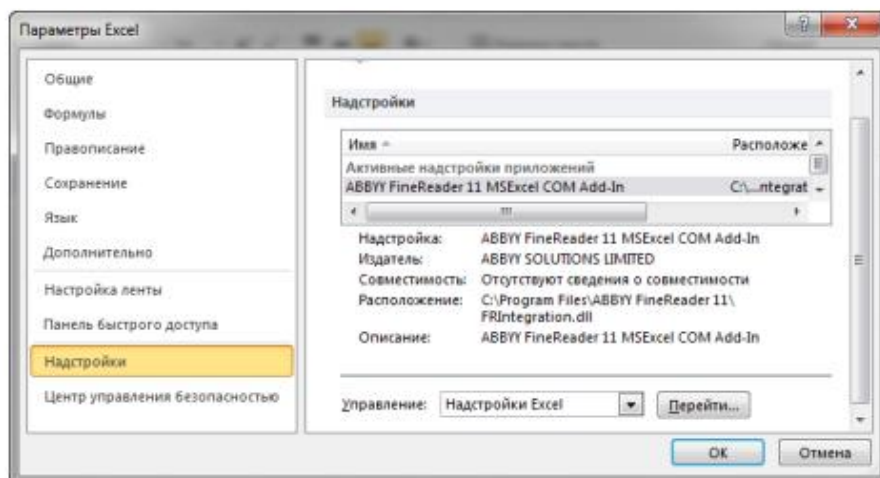 Параметры Excel
Общие
Формулы
Правописание
Сохранение
Язык
Дополнительно
Настройка ленты
Панель быстрого доступа
Надстройки
Центр управления безопасностью
Надстройки
Имя Расположе
Активные надстройки приложений
ABBYY FineReader 11 MSExcel COM Add-In C:\...ntegrat
Надстройка: ABBYY FineReader 11 MSExcel COM Add-In
Издатель: ABBYY SOLUTIONS LIMITED
Совместимость: Отсутствуют сведения о совместимости
Расположение: C:\Program Files\ABBYY FineReader 11\
FRIntegration.dll
Описание: ABBYY FineReader 11 MSExcel COM Add-In
Управление: Надстройки Excel Перейти...
ОК Отмена